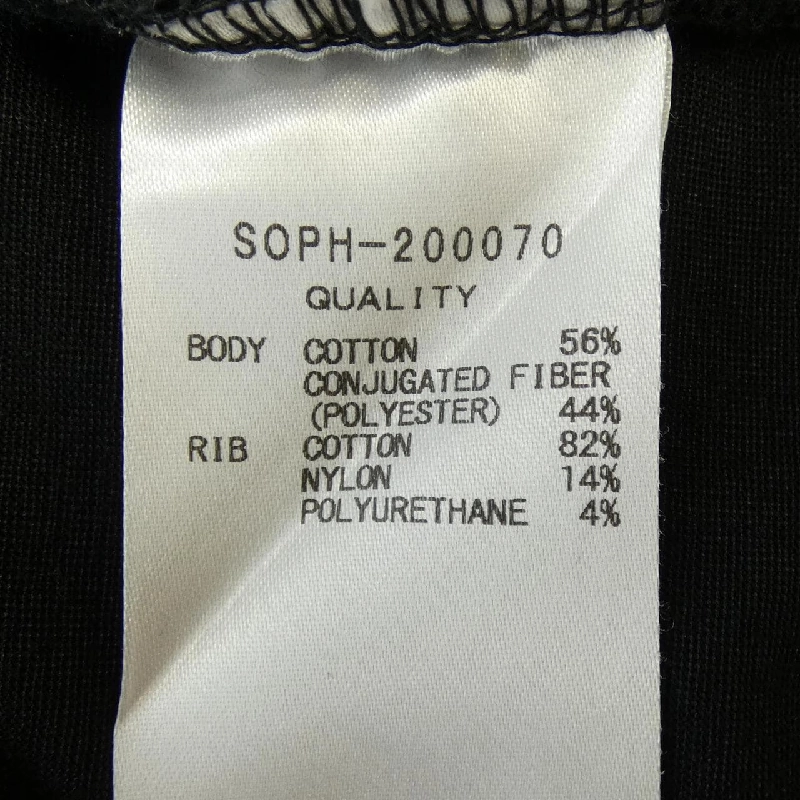 SOPH-200070
QUALITY
BODY COTTON 56%
CONJUGATED FIBER
(POLYESTER) 44%
RIB COTTON 82%
NYLON 14%
POLYURETHANE 4%